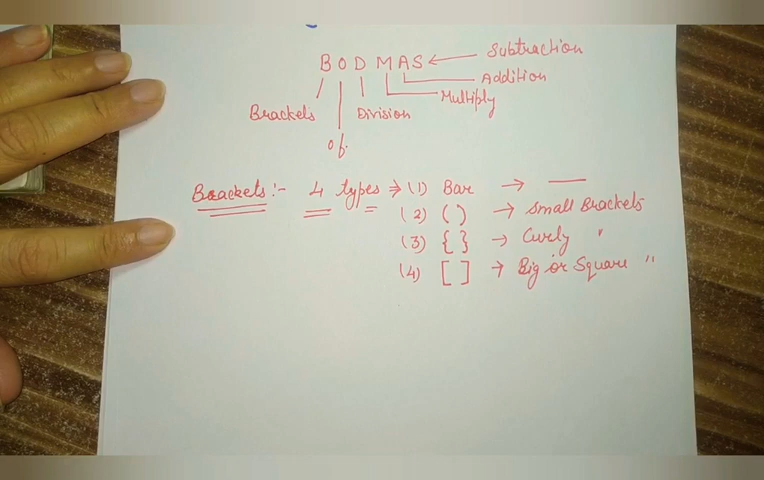 BODMAS ← Subtraction
Addition
Multiply
Brackets Division
of
Brackets :- 4 types ⇒ (1) Bar → —
(2) ( ) → Small Brackets
(3) { } → Curly "
(4) [ ] → Big or Square "